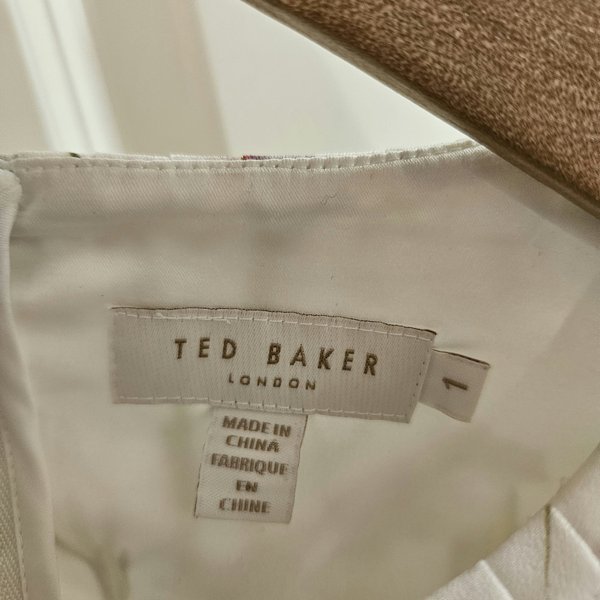 TED BAKER
LONDON
1
MADE IN
CHINA
FABRIQUE
EN
CHINE